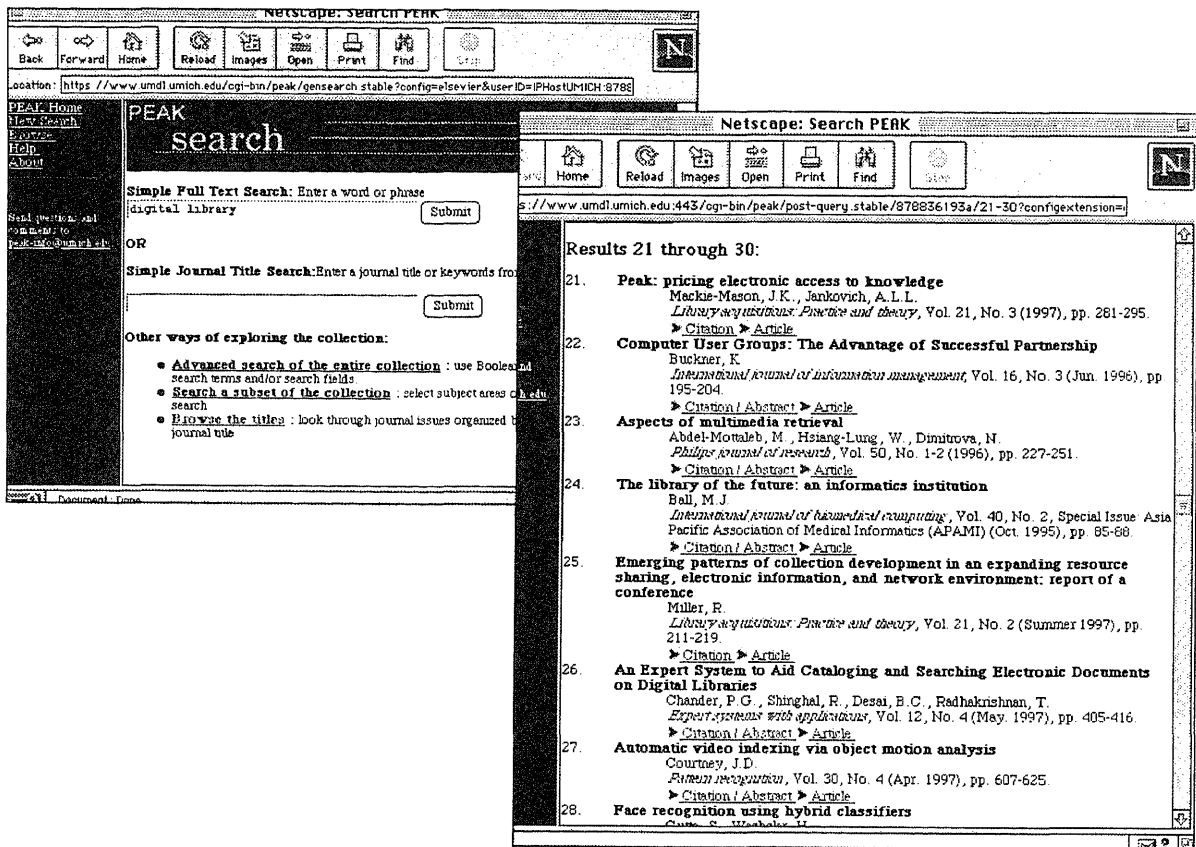 Netscape: Search PEAK
Back Forward Home Reload Images Open Print Find Stop
N
Location: https://www.umdl.umich.edu/cgi-bin/peak/gensearch.stable?config=elsevier&userID=IPHostUMICH:8788
PEAK Home
New Search
Browse
Help
About
Send questions and
comments to
peak-info@umich.edu
PEAK
search
Simple Full Text Search: Enter a word or phrase
digital library
Submit
OR
Simple Journal Title Search:Enter a journal title or keywords fro
Submit
Other ways of exploring the collection:
Advanced search of the entire collection : use Boolean
search terms and/or search fields.
Search a subset of the collection : select subject areas
search
Browse the titles : look through journal issues organized
journal title
Document: Done
Netscape: Search PEAK
Home Reload Images Open Print Find Stop
N
s://www.umdl.umich.edu:443/cgi-bin/peak/post-query.stable/878836193a/21-30?configextension=
Results 21 through 30:
21. Peak: pricing electronic access to knowledge
Mackie-Mason, J.K., Jankovich, A.L.L.
Library acquisitions: Practice and theory, Vol. 21, No. 3 (1997), pp. 281-295.
➤ Citation ➤ Article
22. Computer User Groups: The Advantage of Successful Partnership
Buckner, K
International journal of information management, Vol. 16, No. 3 (Jun. 1996), pp.
195-204.
➤ Citation / Abstract ➤ Article
23. Aspects of multimedia retrieval
Abdel-Mottaleb, M., Hsiang-Lung, W., Dimitrova, N.
Philips journal of research, Vol. 50, No. 1-2 (1996), pp. 227-251.
➤ Citation / Abstract ➤ Article
24. The library of the future: an informatics institution
Ball, M.J.
International journal of biomedical computing, Vol. 40, No. 2, Special Issue: Asia
Pacific Association of Medical Informatics (APAMI) (Oct. 1995), pp. 85-88.
➤ Citation / Abstract ➤ Article
25. Emerging patterns of collection development in an expanding resource
sharing, electronic information, and network environment: report of a
conference
Miller, R.
Library acquisitions: Practice and theory, Vol. 21, No. 2 (Summer 1997), pp.
211-219.
➤ Citation ➤ Article
26. An Expert System to Aid Cataloging and Searching Electronic Documents
on Digital Libraries
Chander, P.G., Shinghal, R., Desai, B.C., Radhakrishnan, T.
Expert systems with applications, Vol. 12, No. 4 (May. 1997), pp. 405-416.
➤ Citation / Abstract ➤ Article
27. Automatic video indexing via object motion analysis
Courtney, J.D.
Pattern recognition, Vol. 30, No. 4 (Apr. 1997), pp. 607-625.
➤ Citation / Abstract ➤ Article
28. Face recognition using hybrid classifiers